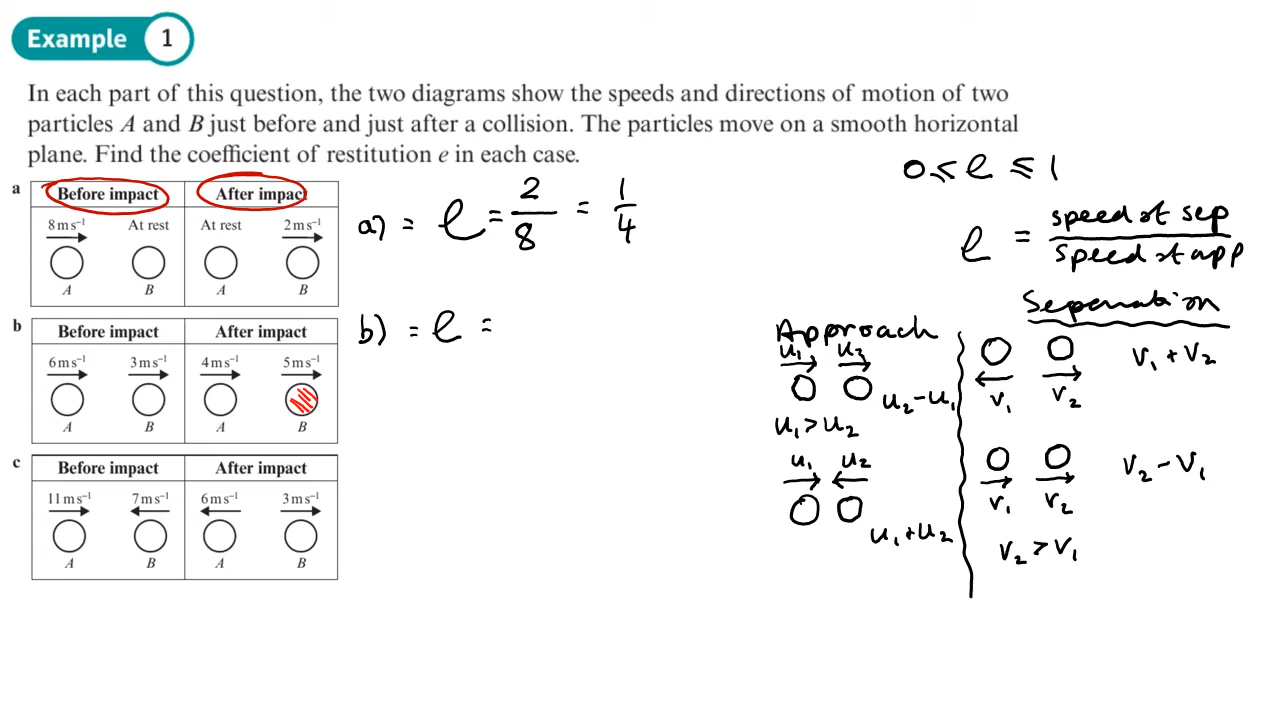 Example 1
In each part of this question, the two diagrams show the speeds and directions of motion of two
particles A and B just before and just after a collision. The particles move on a smooth horizontal
plane. Find the coefficient of restitution e in each case.
a
Before impact After impact
8 m s⁻¹ At rest At rest 2 m s⁻¹
A B A B
b
Before impact After impact
6 m s⁻¹ 3 m s⁻¹ 4 m s⁻¹ 5 m s⁻¹
A B A B
c
Before impact After impact
11 m s⁻¹ 7 m s⁻¹ 6 m s⁻¹ 3 m s⁻¹
A B A B
a) = e = 2/8 = 1/4
b) = e =
0 ≤ e ≤ 1
e = speed of sep / speed of app
Approach
u₁ u₂
u₂ - u₁
u₁ > u₂
u₁ u₂
u₁ + u₂
Seperation
v₁ + v₂
v₁ v₂
v₂ - v₁
v₁ v₂
v₂ > v₁